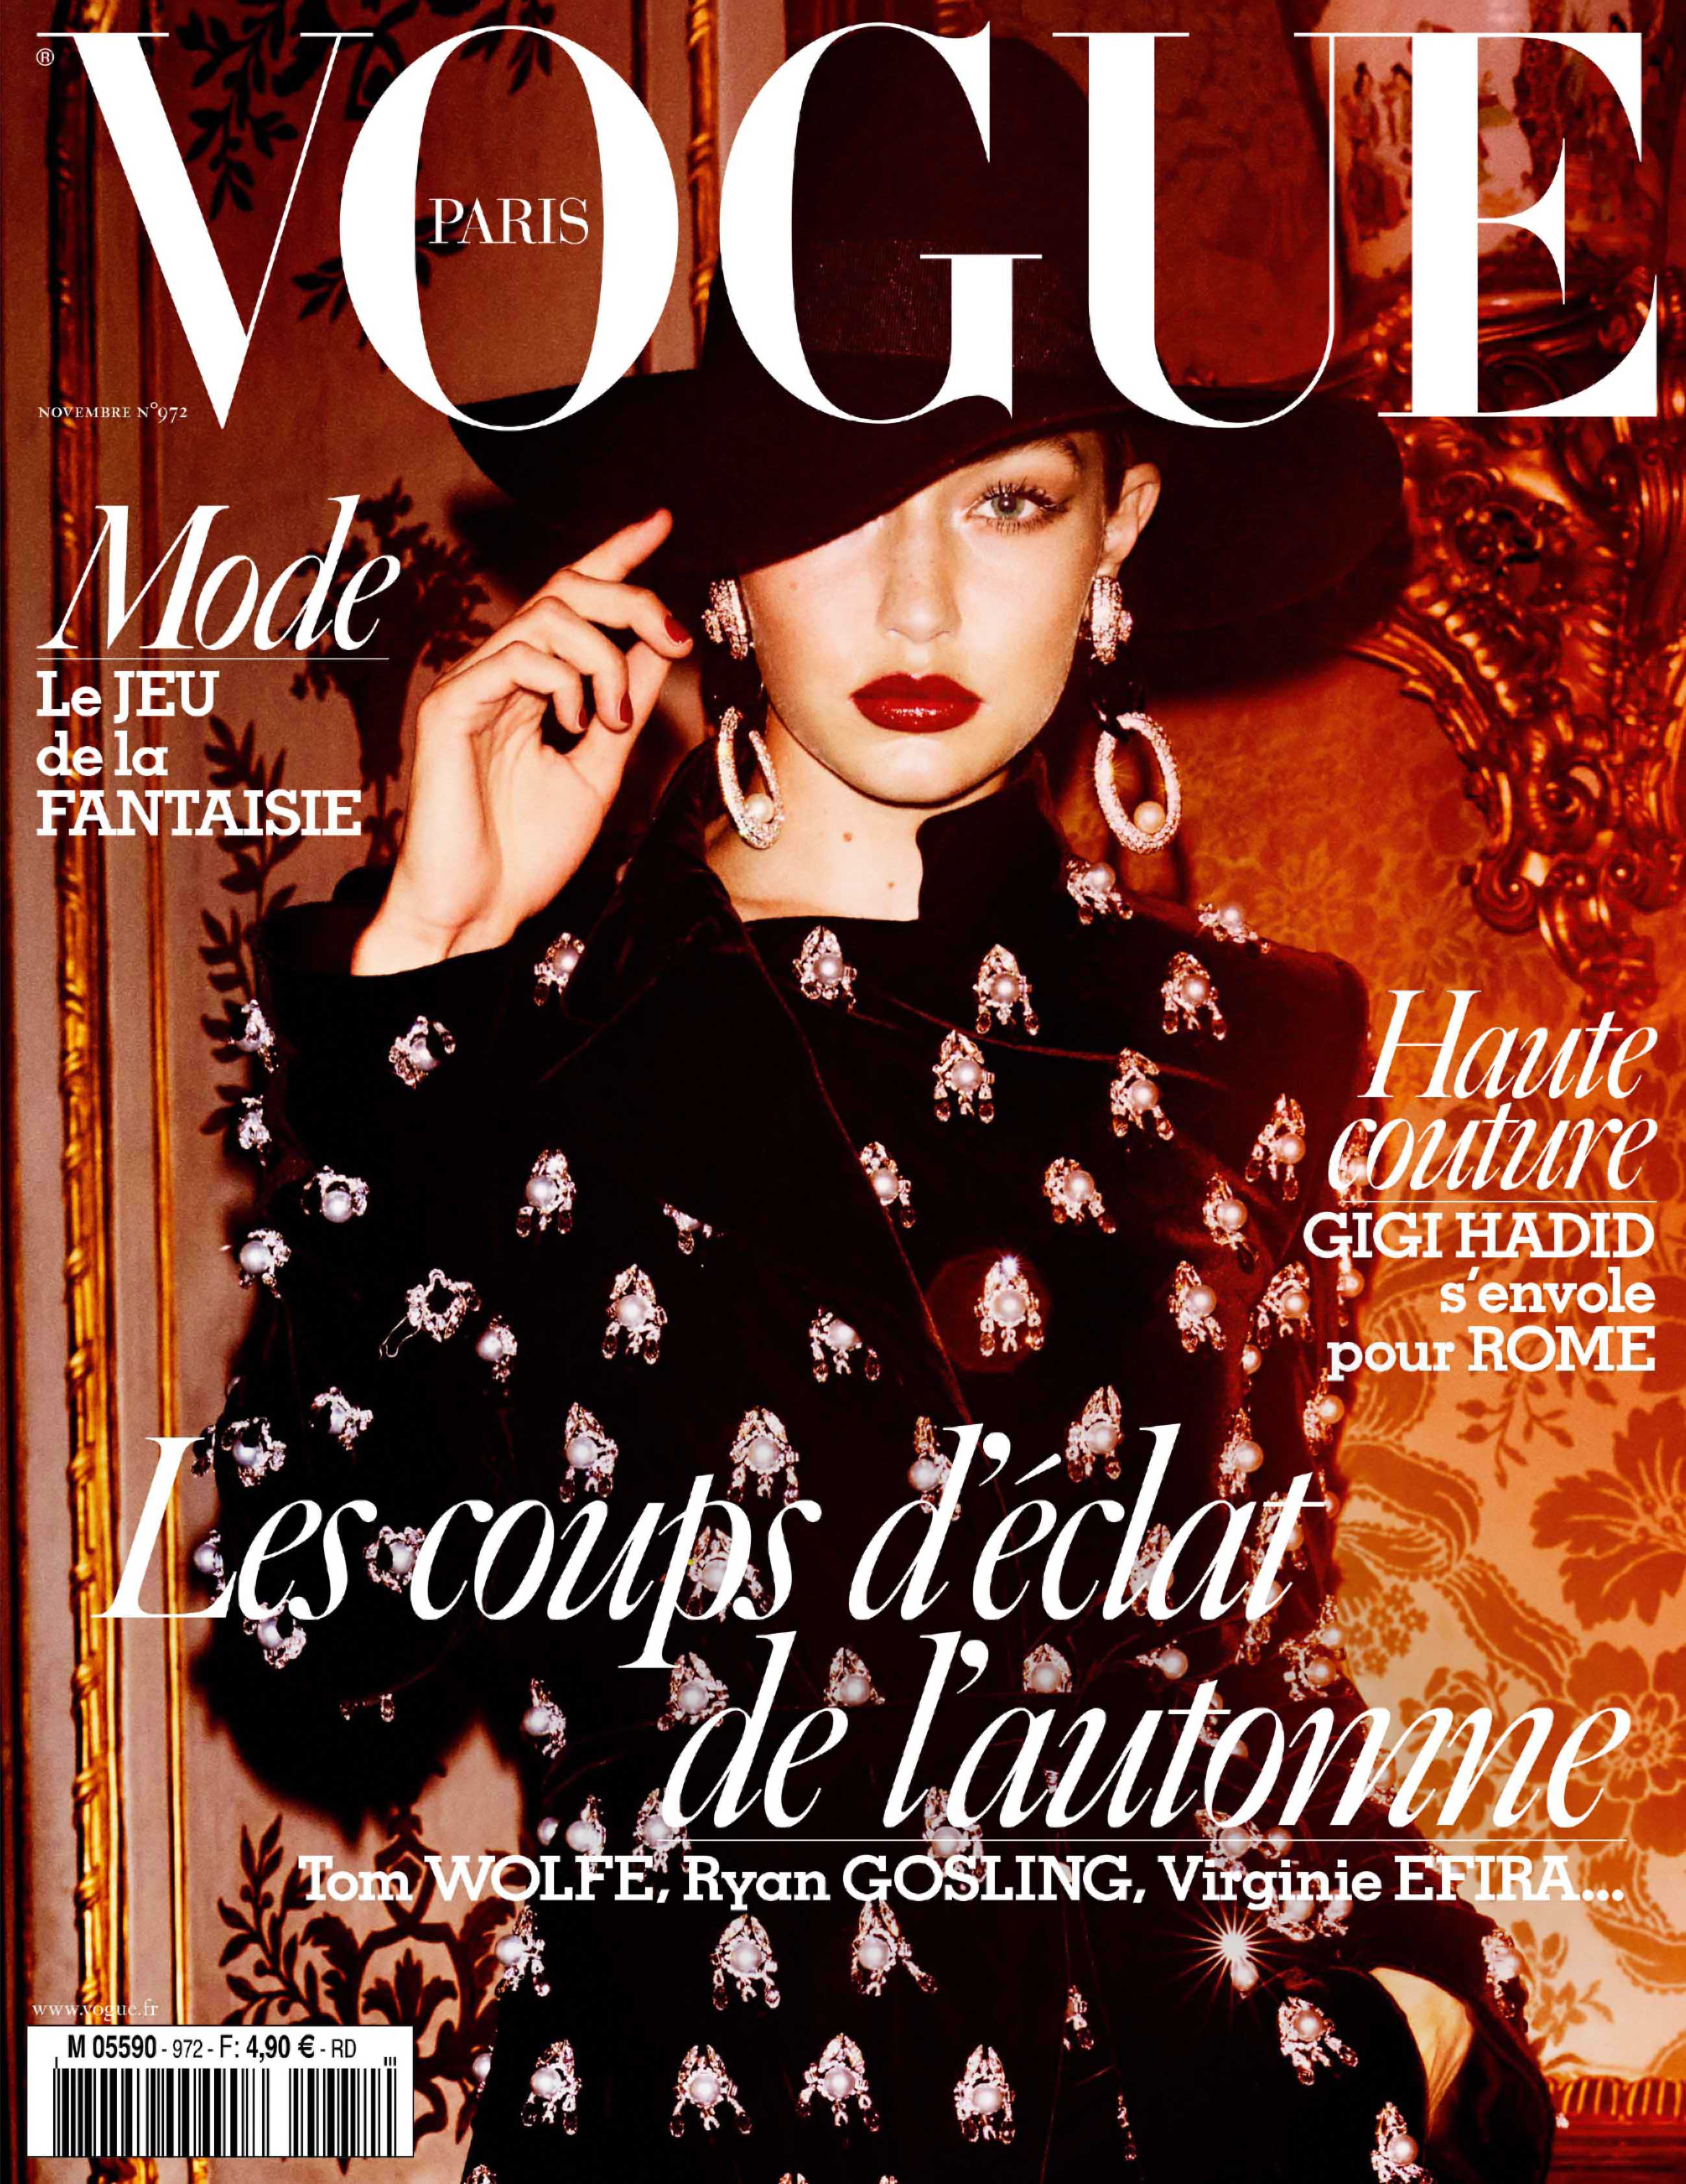 VOGUE
®
PARIS
NOVEMBRE N°972
Mode
Le JEU
de la
FANTAISIE
Haute
couture
GIGI HADID
s'envole
pour ROME
Les coups d'éclat
de l'automne
Tom WOLFE, Ryan GOSLING, Virginie EFIRA...
www.vogue.fr
M 05590 - 972 - F: 4,90 € - RD